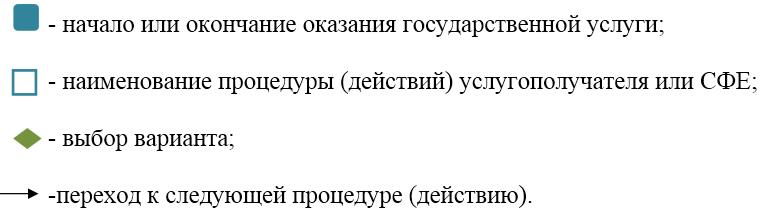 - начало или окончание оказания государственной услуги;
- наименование процедуры (действий) услугополучателя или СФЕ;
- выбор варианта;
-переход к следующей процедуре (действию).